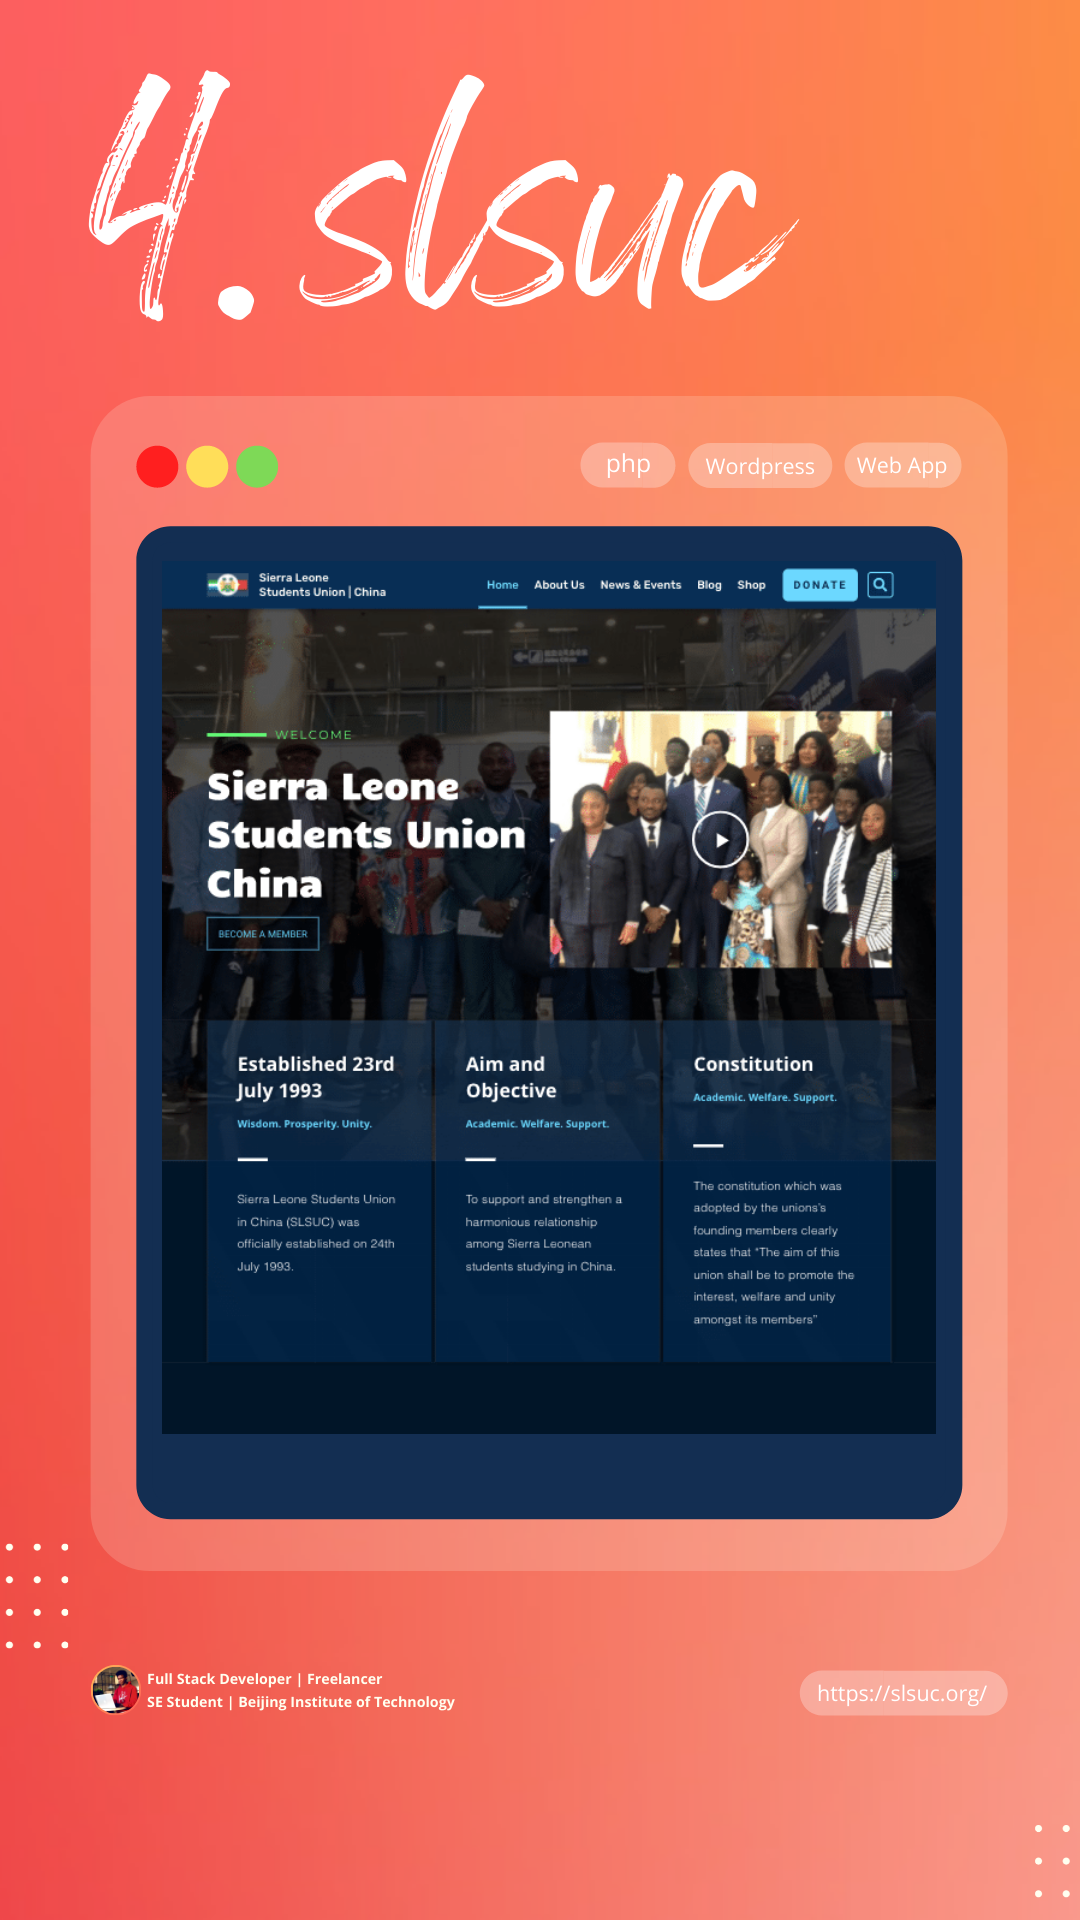 4. slsuc
php
Wordpress
Web App
Sierra Leone
Students Union | China
Home
About Us
News & Events
Blog
Shop
DONATE
WELCOME
Sierra Leone
Students Union
China
BECOME A MEMBER
Established 23rd
July 1993
Wisdom. Prosperity. Unity.
Sierra Leone Students Union
in China (SLSUC) was
officially established on 24th
July 1993.
Aim and
Objective
Academic. Welfare. Support.
To support and strengthen a
harmonious relationship
among Sierra Leonean
students studying in China.
Constitution
Academic. Welfare. Support.
The constitution which was
adopted by the unions's
founding members clearly
states that “The aim of this
union shall be to promote the
interest, welfare and unity
amongst its members”
Full Stack Developer | Freelancer
SE Student | Beijing Institute of Technology
https://slsuc.org/